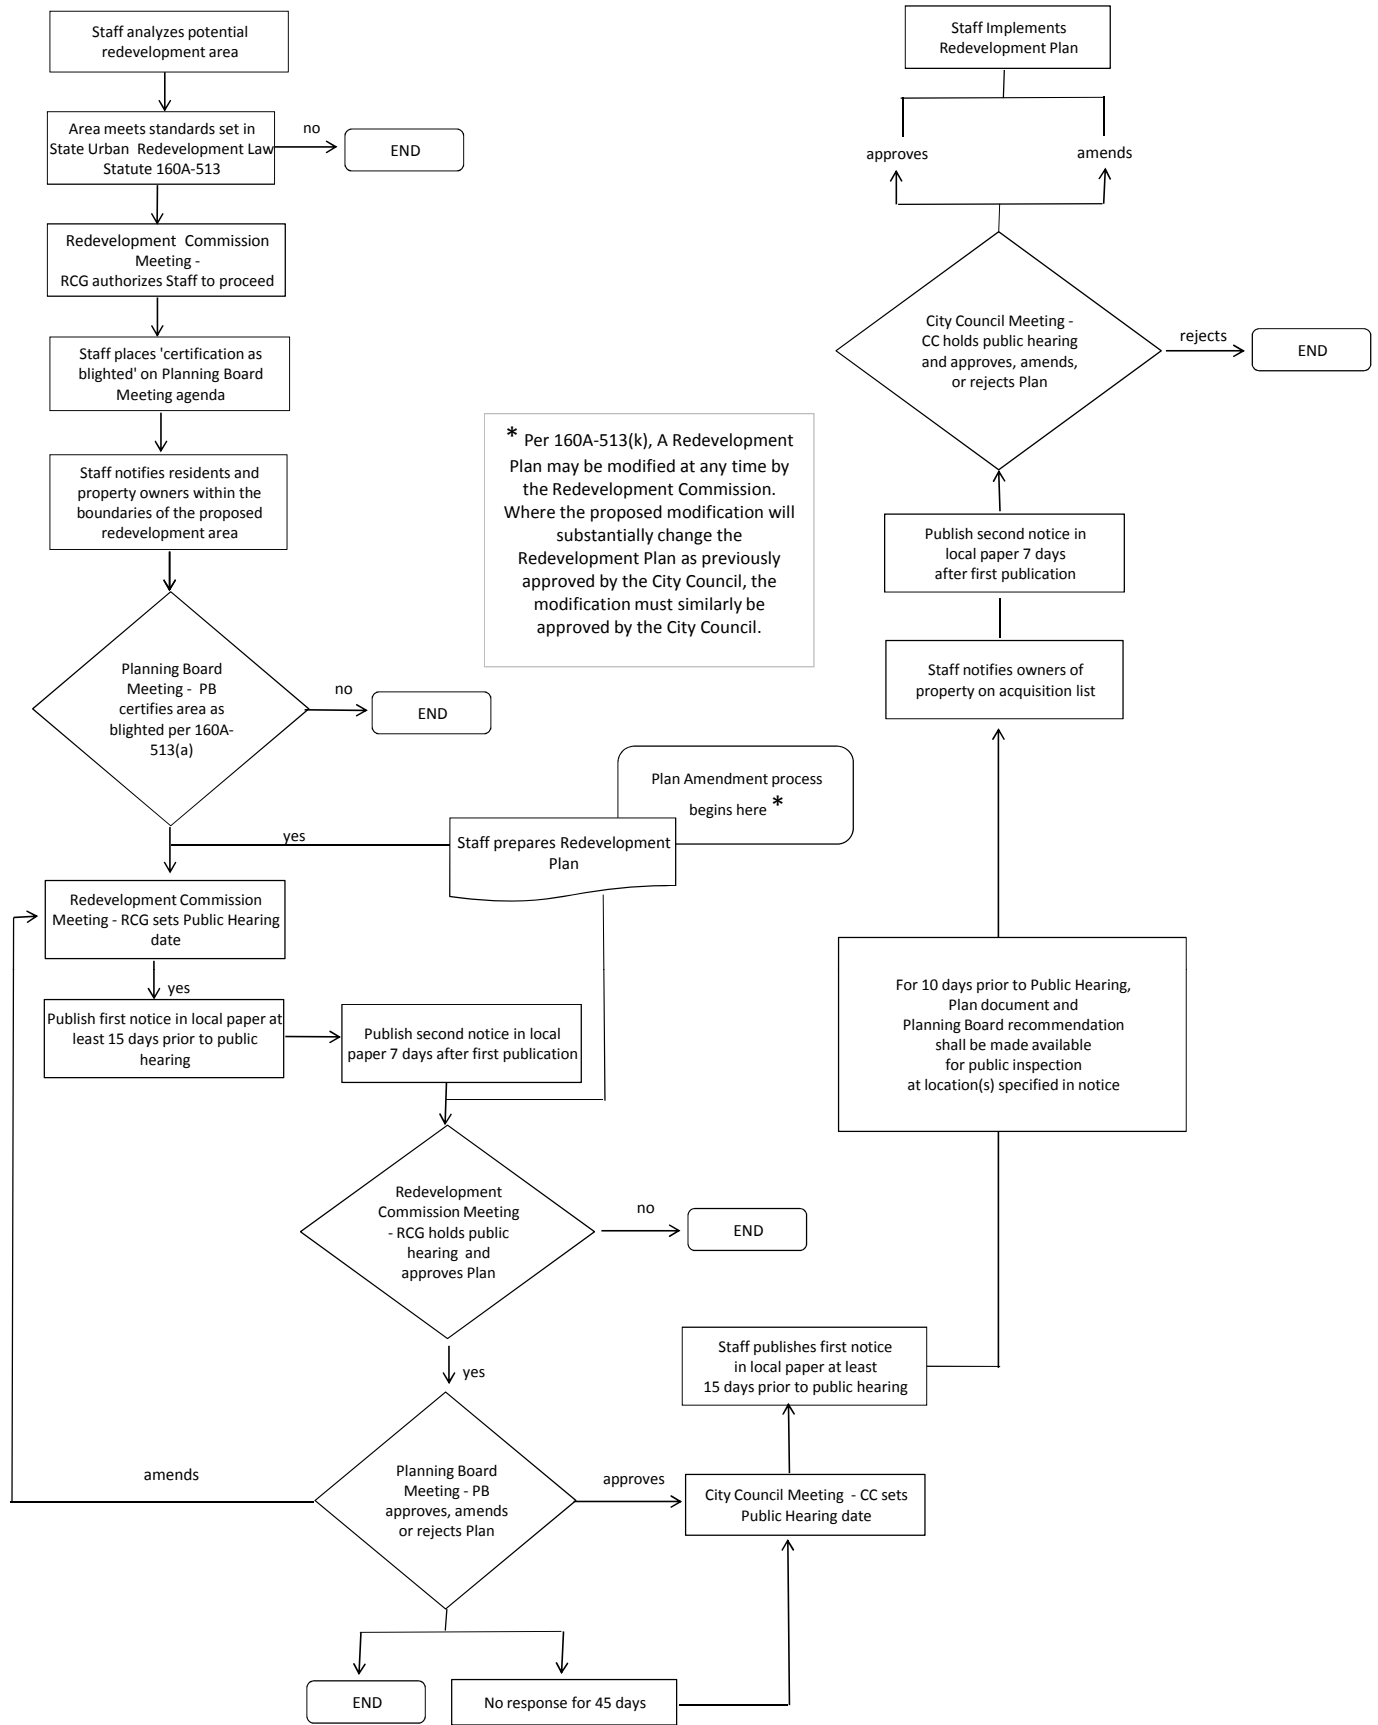 Staff analyzes potential
redevelopment area
Area meets standards set in
State Urban  Redevelopment Law
Statute 160A-513
no
END
Redevelopment  Commission
Meeting -
RCG authorizes Staff to proceed
Staff places 'certification as
blighted' on Planning Board
Meeting agenda
Staff notifies residents and
property owners within the
boundaries of the proposed
redevelopment area
Planning Board
Meeting -  PB
certifies area as
blighted per 160A-
513(a)
no
END
* Per 160A-513(k), A Redevelopment
Plan may be modified at any time by
the Redevelopment Commission.
Where the proposed modification will
substantially change the
Redevelopment Plan as previously
approved by the City Council, the
modification must similarly be
approved by the City Council.
Plan Amendment process
begins here *
yes
Staff prepares Redevelopment
Plan
Redevelopment Commission
Meeting - RCG sets Public Hearing
date
yes
Publish first notice in local paper at
least 15 days prior to public
hearing
Publish second notice in local
paper 7 days after first publication
Redevelopment
Commission Meeting
- RCG holds public
hearing  and
approves Plan
no
END
yes
Planning Board
Meeting - PB
approves, amends
or rejects Plan
amends
approves
END
No response for 45 days
City Council Meeting  - CC sets
Public Hearing date
Staff publishes first notice
in local paper at least
15 days prior to public hearing
For 10 days prior to Public Hearing,
Plan document and
Planning Board recommendation
shall be made available
for public inspection
at location(s) specified in notice
Staff notifies owners of
property on acquisition list
Publish second notice in
local paper 7 days
after first publication
City Council Meeting -
CC holds public hearing
and approves, amends,
or rejects Plan
rejects
END
approves
amends
Staff Implements
Redevelopment Plan